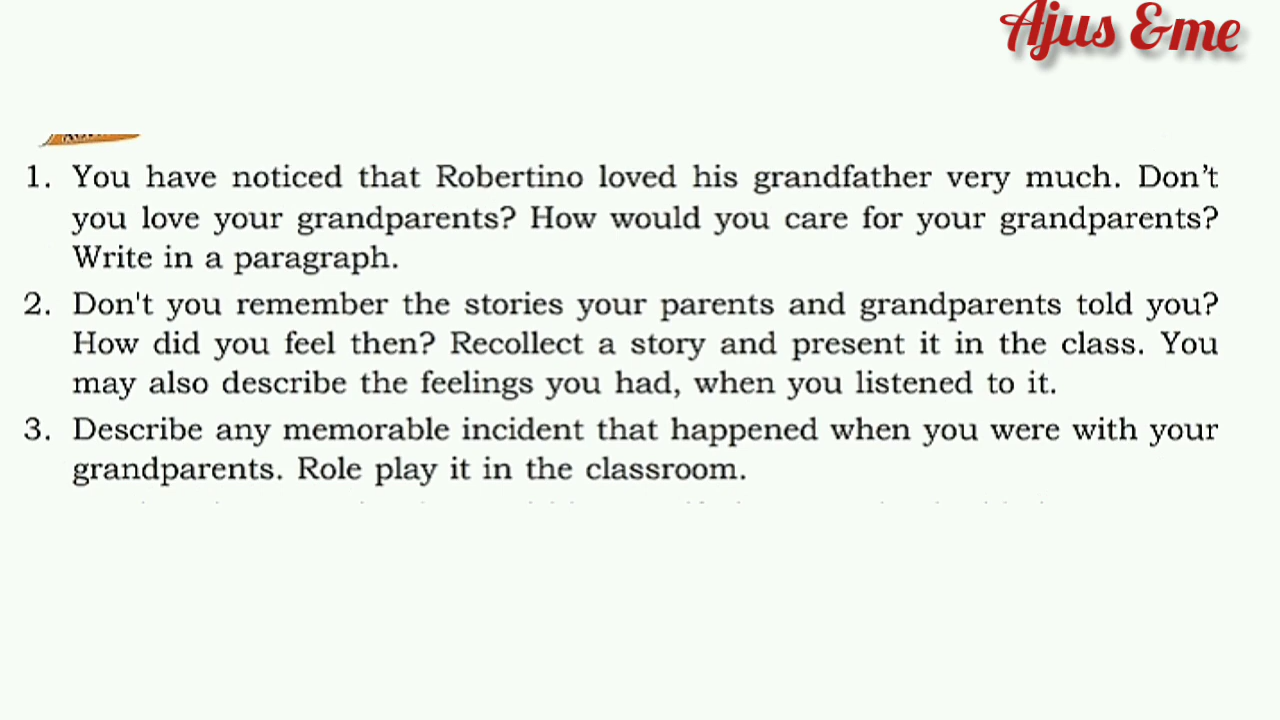 Ajus &me
1. You have noticed that Robertino loved his grandfather very much. Don't
you love your grandparents? How would you care for your grandparents?
Write in a paragraph.
2. Don't you remember the stories your parents and grandparents told you?
How did you feel then? Recollect a story and present it in the class. You
may also describe the feelings you had, when you listened to it.
3. Describe any memorable incident that happened when you were with your
grandparents. Role play it in the classroom.